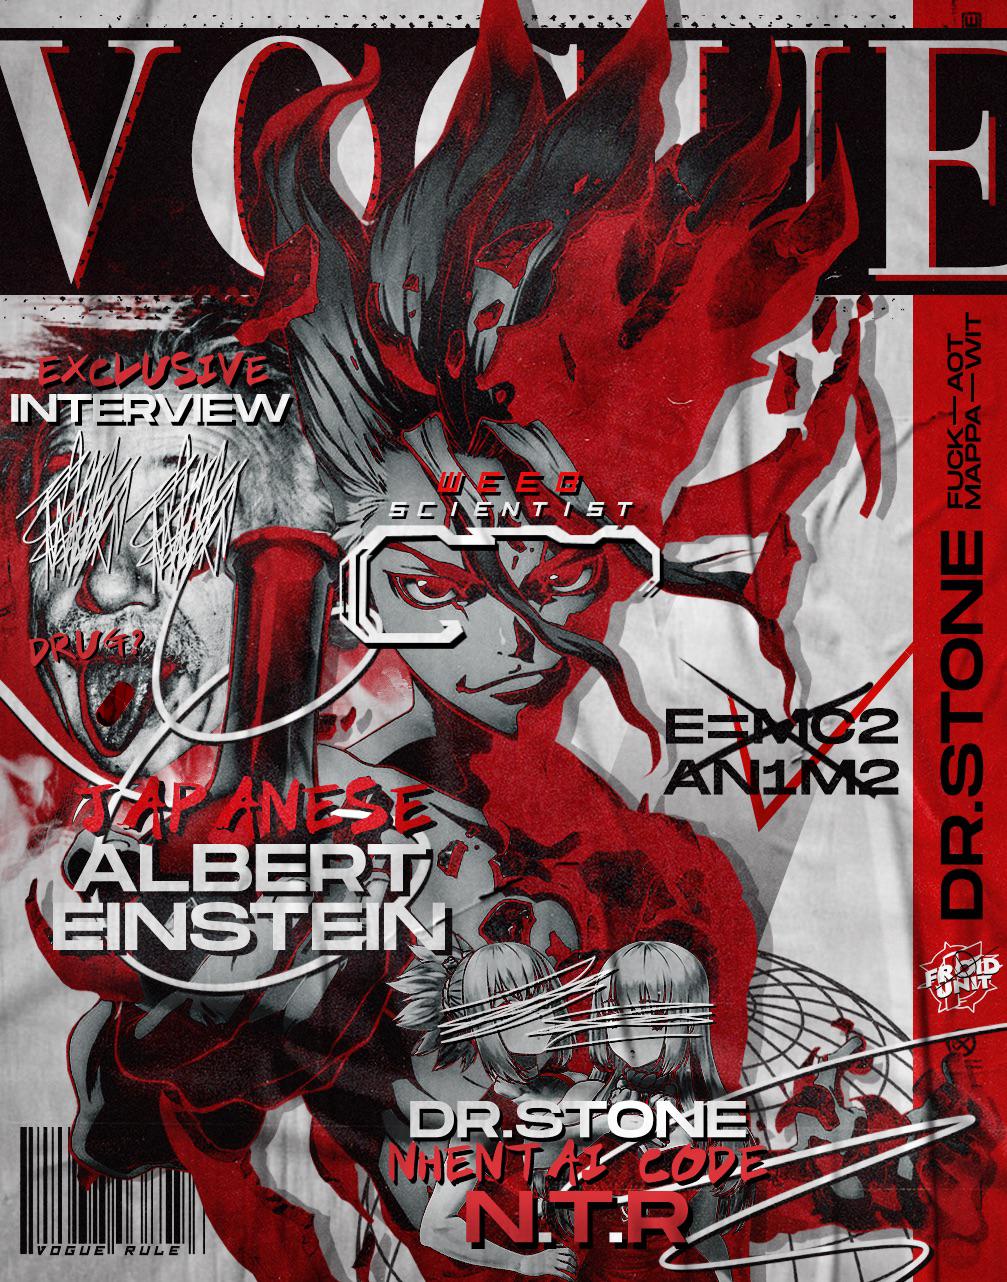 VOGUE
EXCLUSIVE
INTERVIEW
WEEB
SCIENTIST
DRUG?
E=MC2
AN1M2
JAPANESE
ALBERT
EINSTEIN
DR.STONE
NHENTAI CODE
N.T.R
VOGUE RULE
DR.STONE
FUCK—AOT
MAPPA—WIT
FROID
UNIT